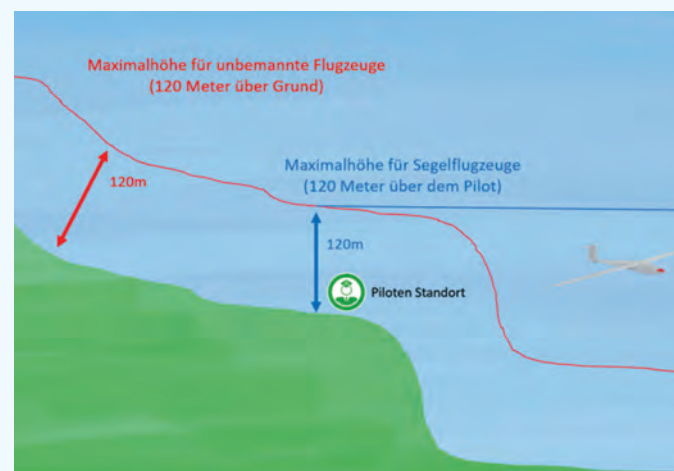 Maximalhöhe für unbemannte Flugzeuge
(120 Meter über Grund)
120m
Maximalhöhe für Segelflugzeuge
(120 Meter über dem Pilot)
120m
Piloten Standort